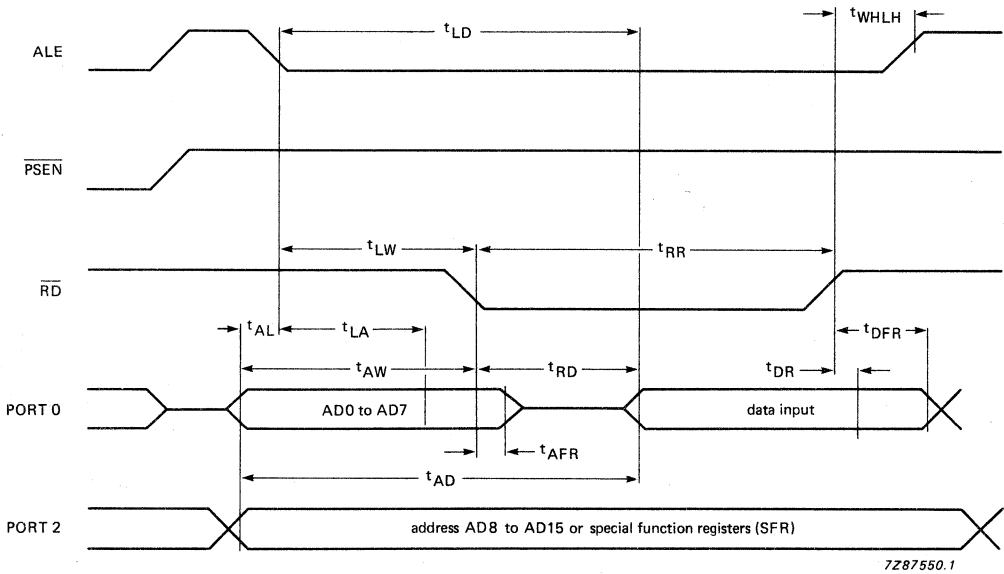 tLD
tWHLH
ALE
PSEN
tLW
tRR
RD
tAL
tLA
tDFR
tAW
tRD
tDR
PORT 0
AD0 to AD7
data input
tAFR
tAD
PORT 2
address AD8 to AD15 or special function registers (SFR)
7Z87550.1